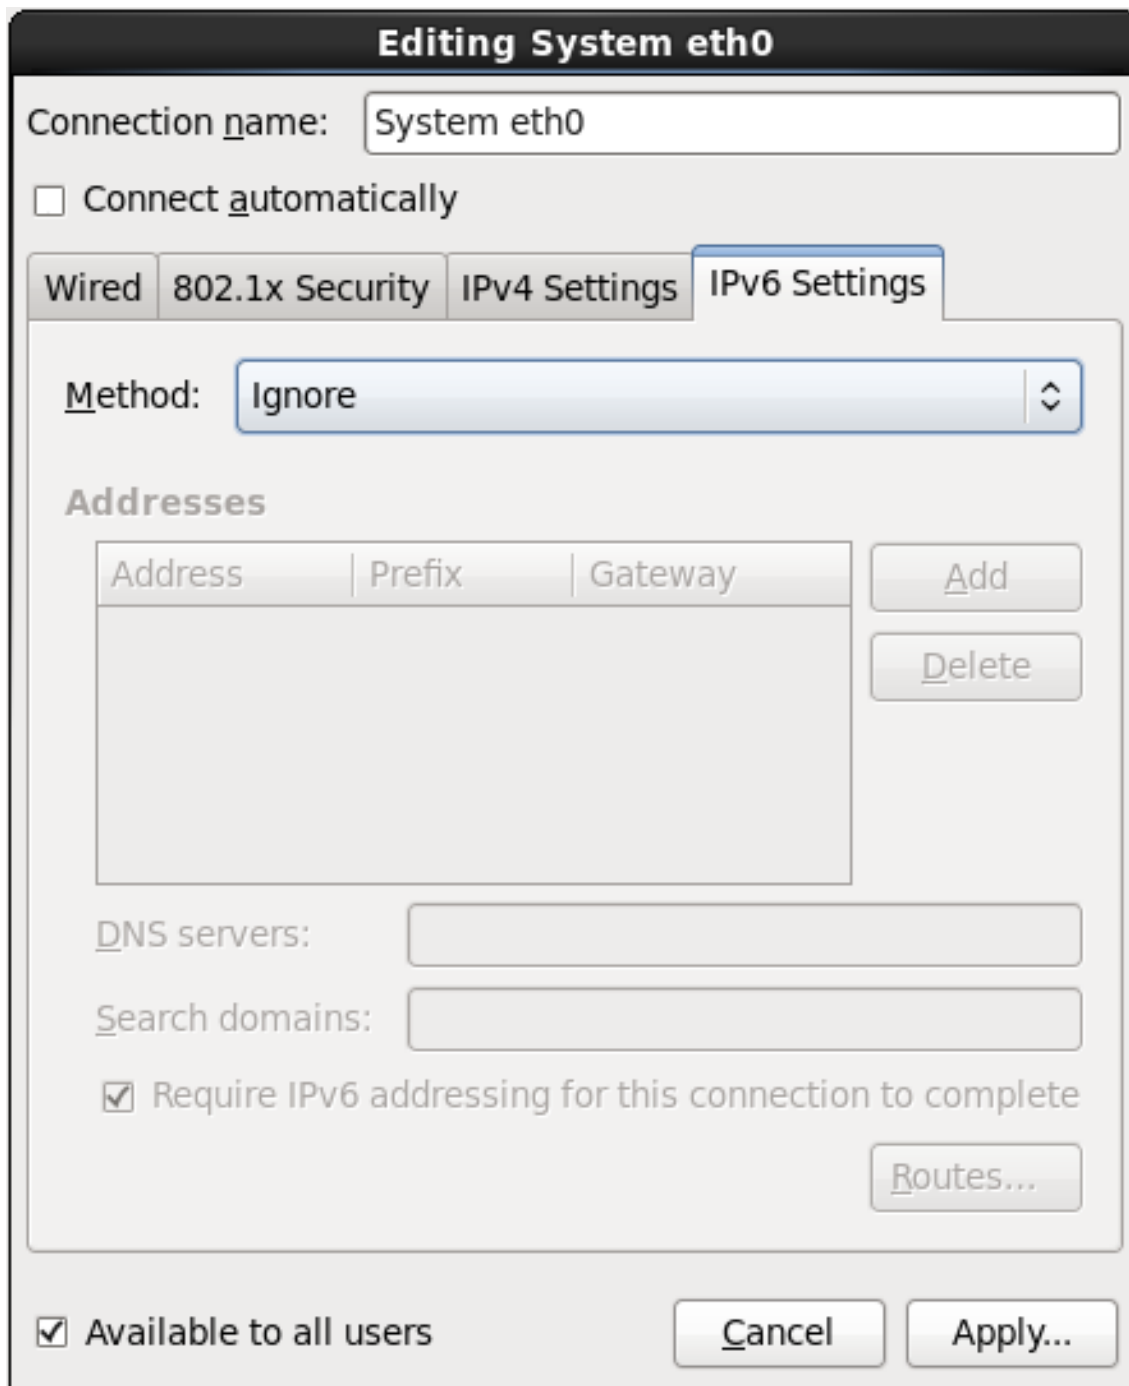 Editing System eth0
Connection name: System eth0
Connect automatically
Wired 802.1x Security IPv4 Settings IPv6 Settings
Method: Ignore
Addresses
Address Prefix Gateway Add
Delete
DNS servers:
Search domains:
Require IPv6 addressing for this connection to complete
Routes...
Available to all users Cancel Apply...